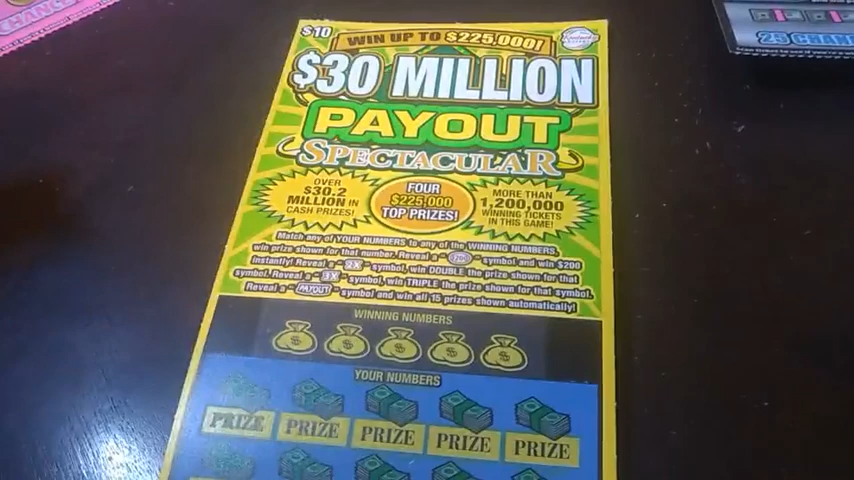 CHANCE
$10
WIN UP TO $225,000!
$30 MILLION
PAYOUT
SPECTACULAR
OVER
$30.2
MILLION IN
CASH PRIZES!
FOUR
$225,000
TOP PRIZES!
MORE THAN
1,200,000
WINNING TICKETS
IN THIS GAME!
Match any of YOUR NUMBERS to any of the WINNING NUMBERS,
win prize shown for that number. Reveal a "$200" symbol, and win $200
instantly! Reveal a "2X" symbol, win DOUBLE the prize shown for that
symbol. Reveal a "3X" symbol, win TRIPLE the prize shown for that symbol.
Reveal a "PAYOUT" symbol, and win all 15 prizes shown automatically!
WINNING NUMBERS
YOUR NUMBERS
PRIZE PRIZE PRIZE PRIZE PRIZE
25 CHAN